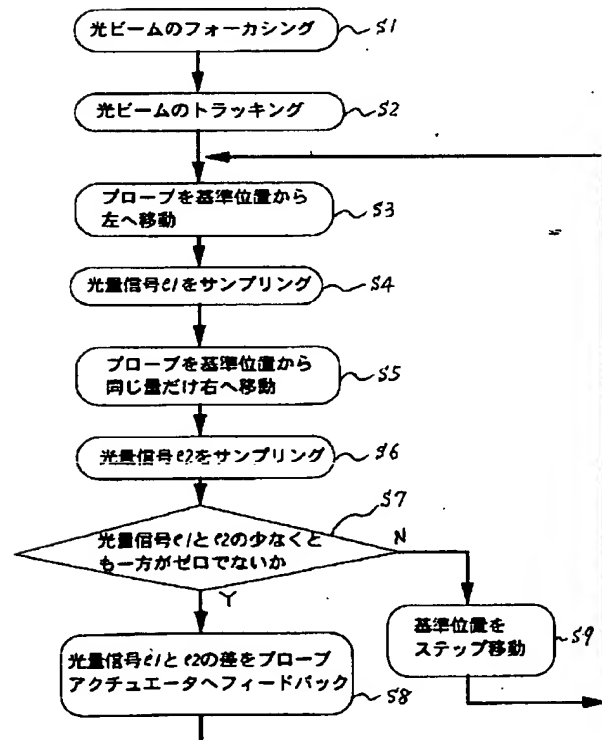 光ビームのフォーカシング S1
光ビームのトラッキング S2
プローブを基準位置から
左へ移動
S3
光量信号e1をサンプリング S4
プローブを基準位置から
同じ量だけ右へ移動
S5
光量信号e2をサンプリング S6
S7
光量信号e1とe2の少なくと
も一方がゼロでないか
N
Y
基準位置を
ステップ移動
S9
光量信号e1とe2の差をプローブ
アクチュエータへフィードバック
S8